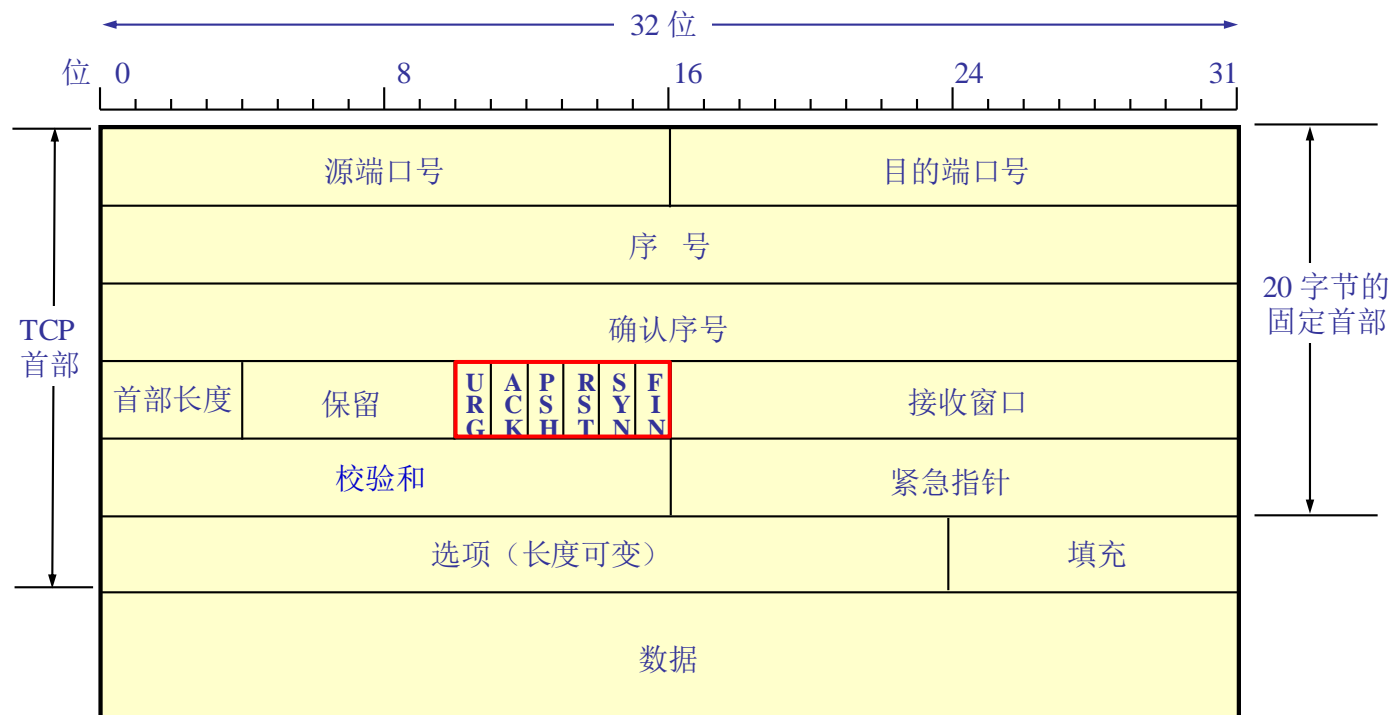 32 位
位 0 8 16 24 31
源端口号 目的端口号
序 号
确认序号
TCP
首部
20 字节的
固定首部
首部长度 保留 URG ACK PSH RST SYN FIN 接收窗口
校验和 紧急指针
选项（长度可变） 填充
数据